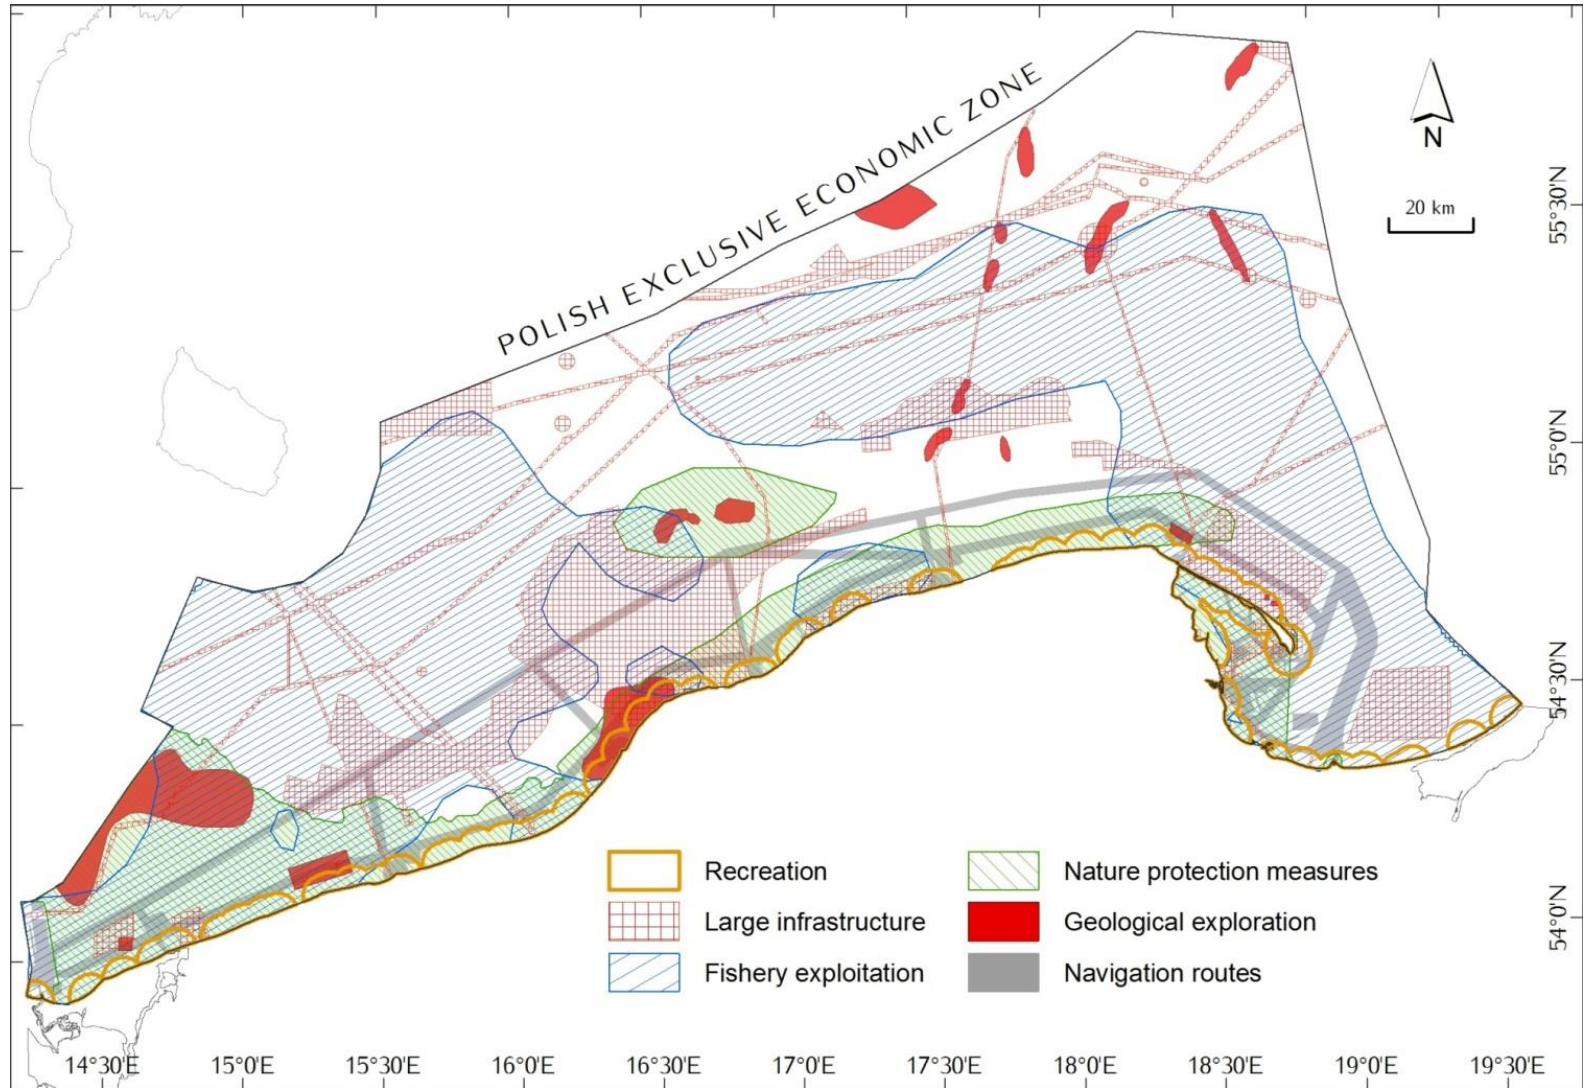 POLISH EXCLUSIVE ECONOMIC ZONE
N
20 km
55°30'N
55°0'N
54°30'N
54°0'N
Recreation
Large infrastructure
Fishery exploitation
Nature protection measures
Geological exploration
Navigation routes
14°30'E 15°0'E 15°30'E 16°0'E 16°30'E 17°0'E 17°30'E 18°0'E 18°30'E 19°0'E 19°30'E